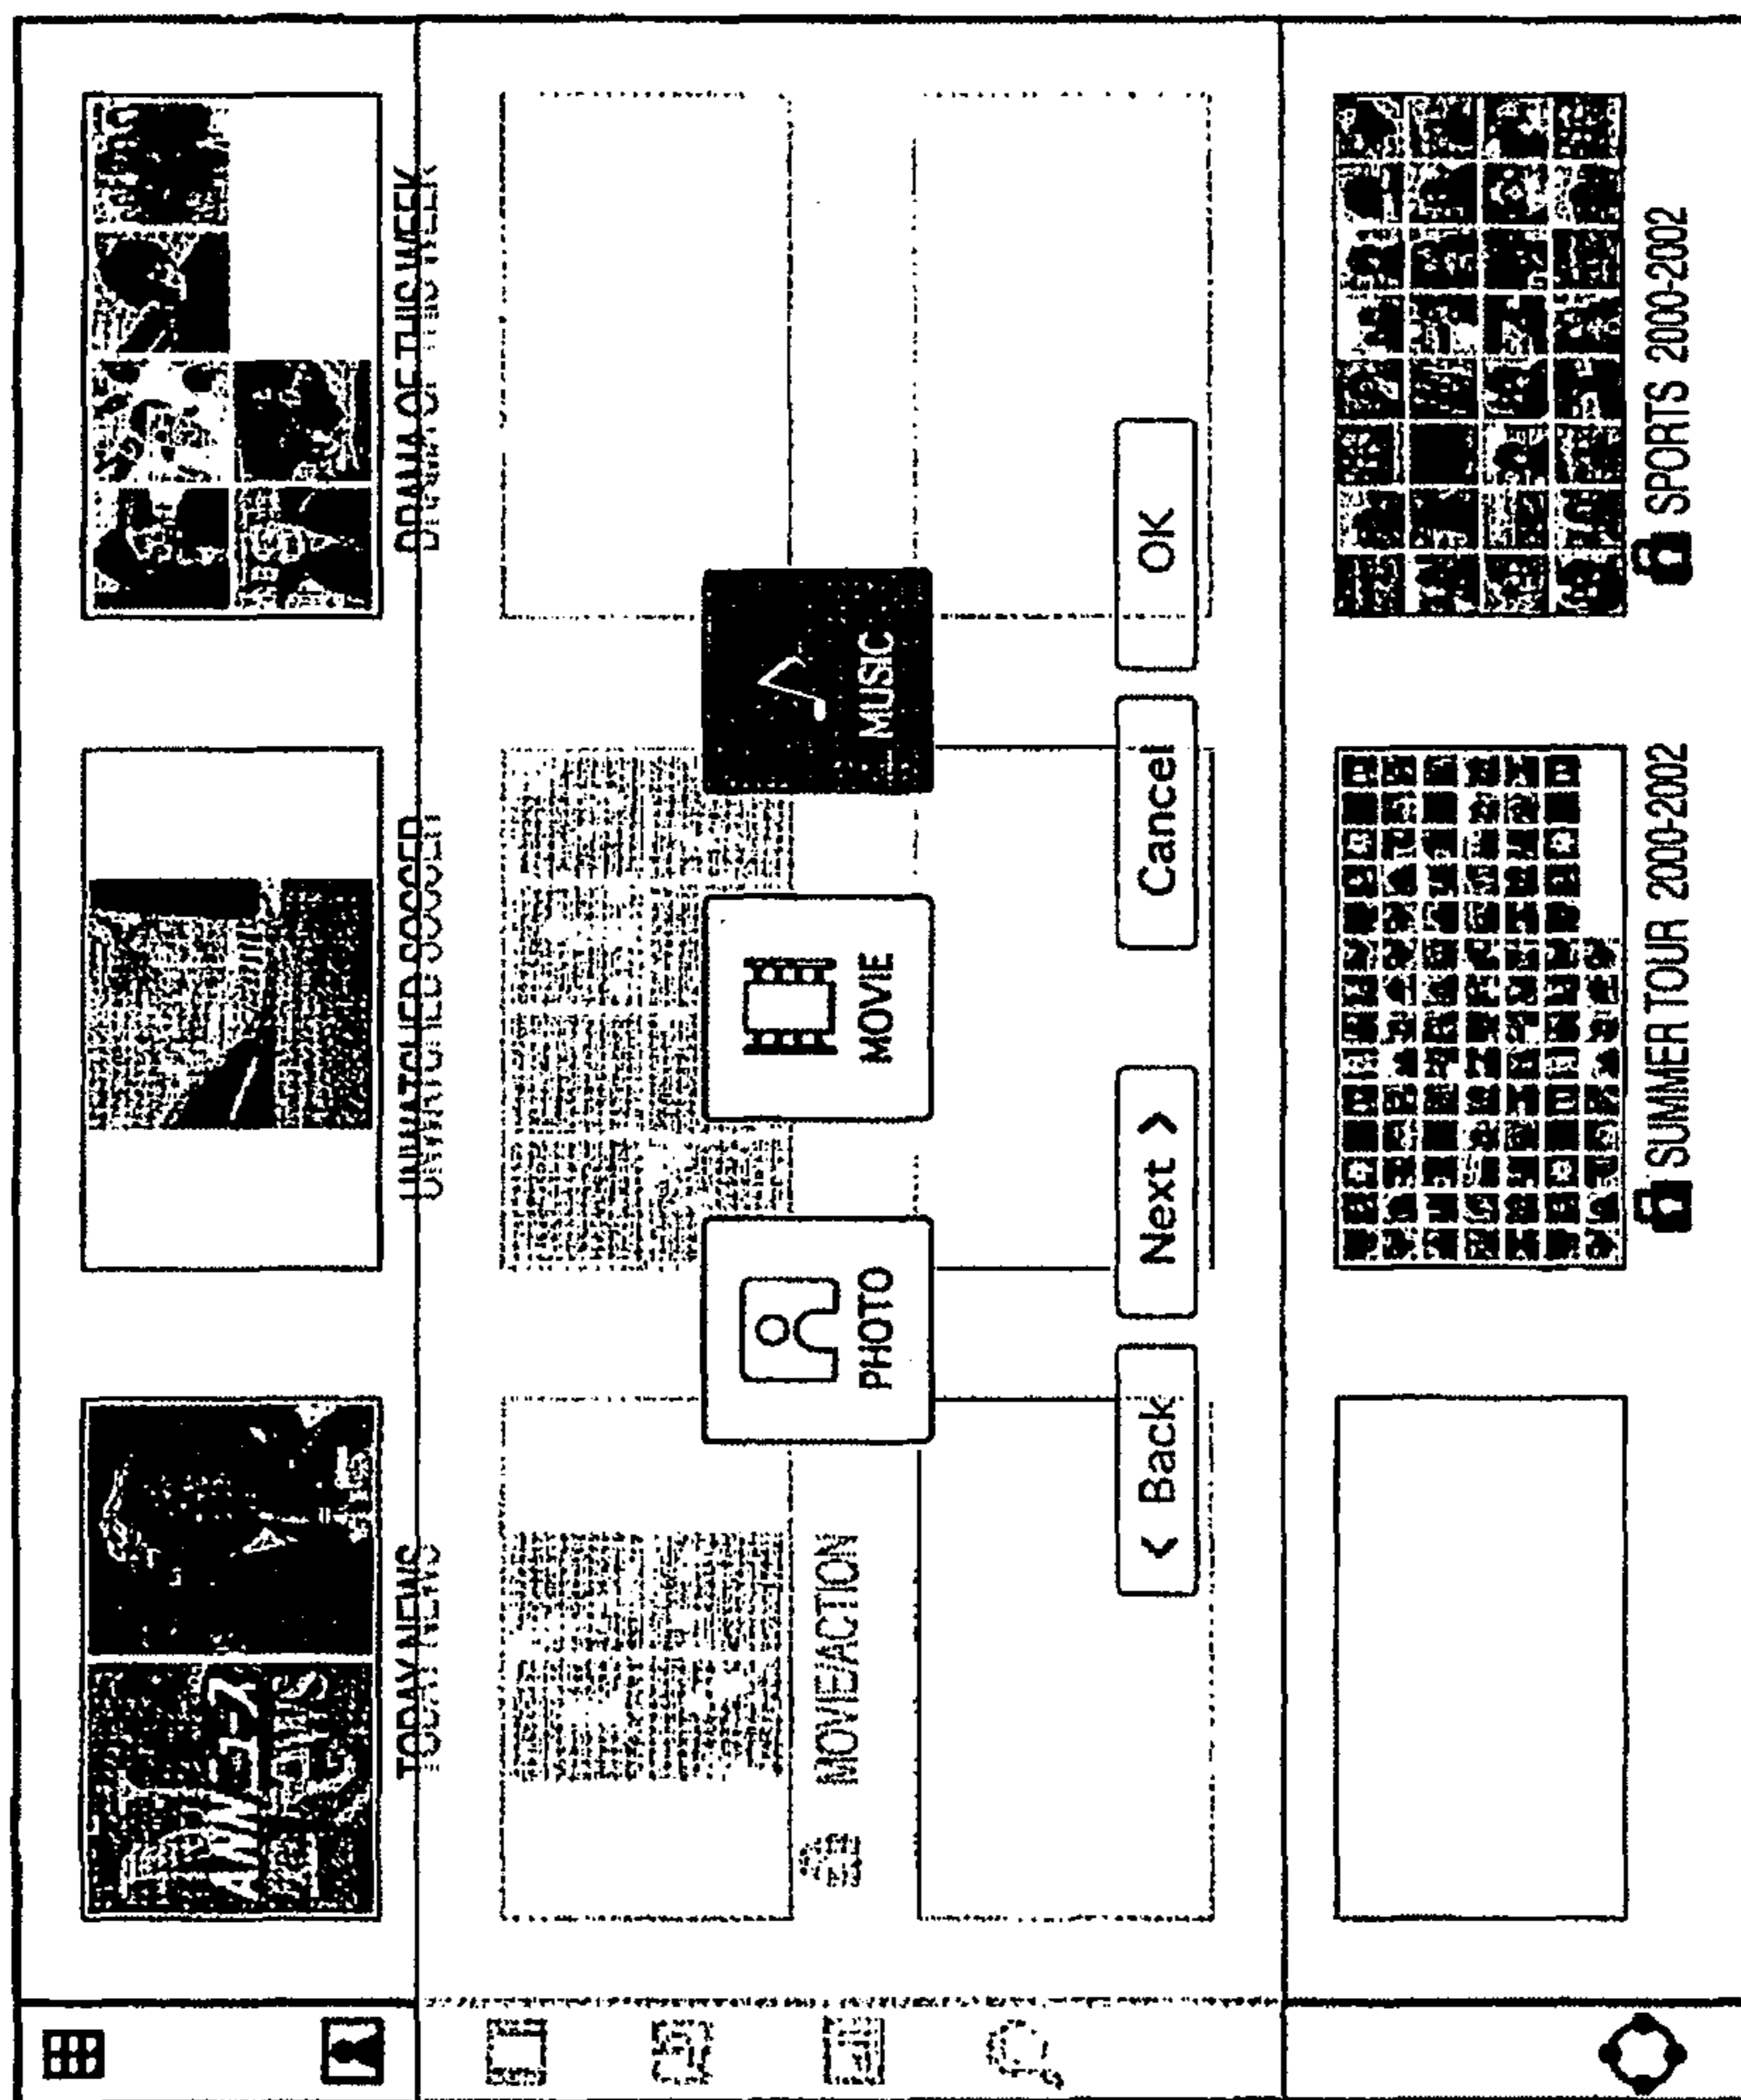 TODAY NEWS
UNWATCHED SOCCER
DRAMA OF THIS WEEK
MOVIE/ACTION
PHOTO
MOVIE
MUSIC
< Back
Next >
Cancel
OK
SUMMER TOUR 2000-2002
SPORTS 2000-2002